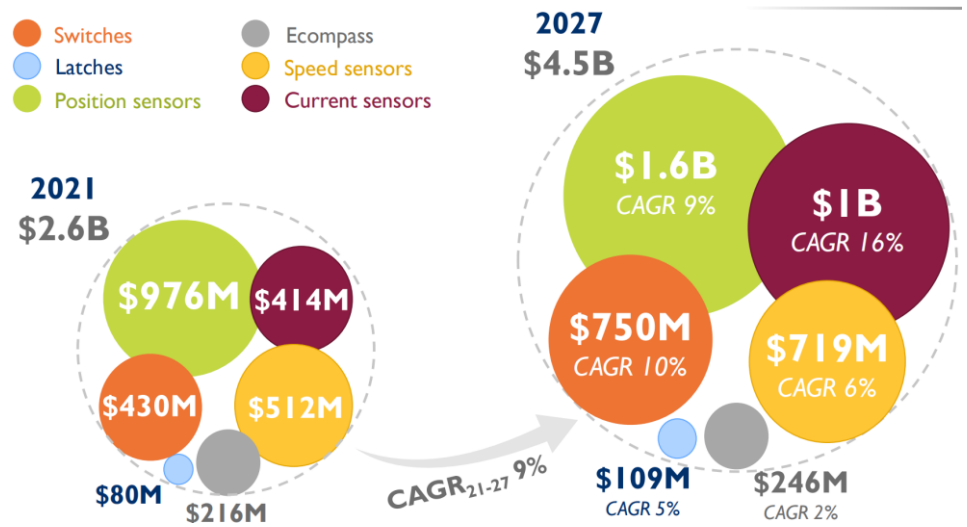 Switches
Latches
Position sensors
Ecompass
Speed sensors
Current sensors
2021
$2.6B
$976M
$414M
$430M
$512M
$80M
$216M
CAGR21-27 9%
2027
$4.5B
$1.6B
CAGR 9%
$1B
CAGR 16%
$750M
CAGR 10%
$719M
CAGR 6%
$109M
CAGR 5%
$246M
CAGR 2%